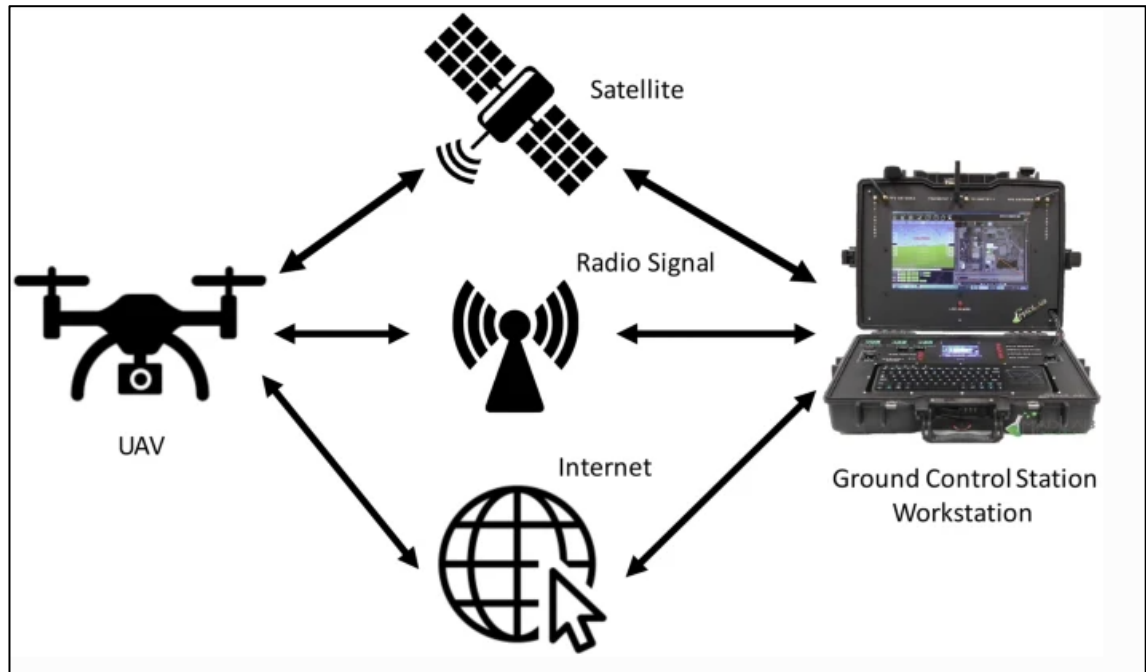 Satellite
Radio Signal
UAV
Internet
Ground Control Station
Workstation